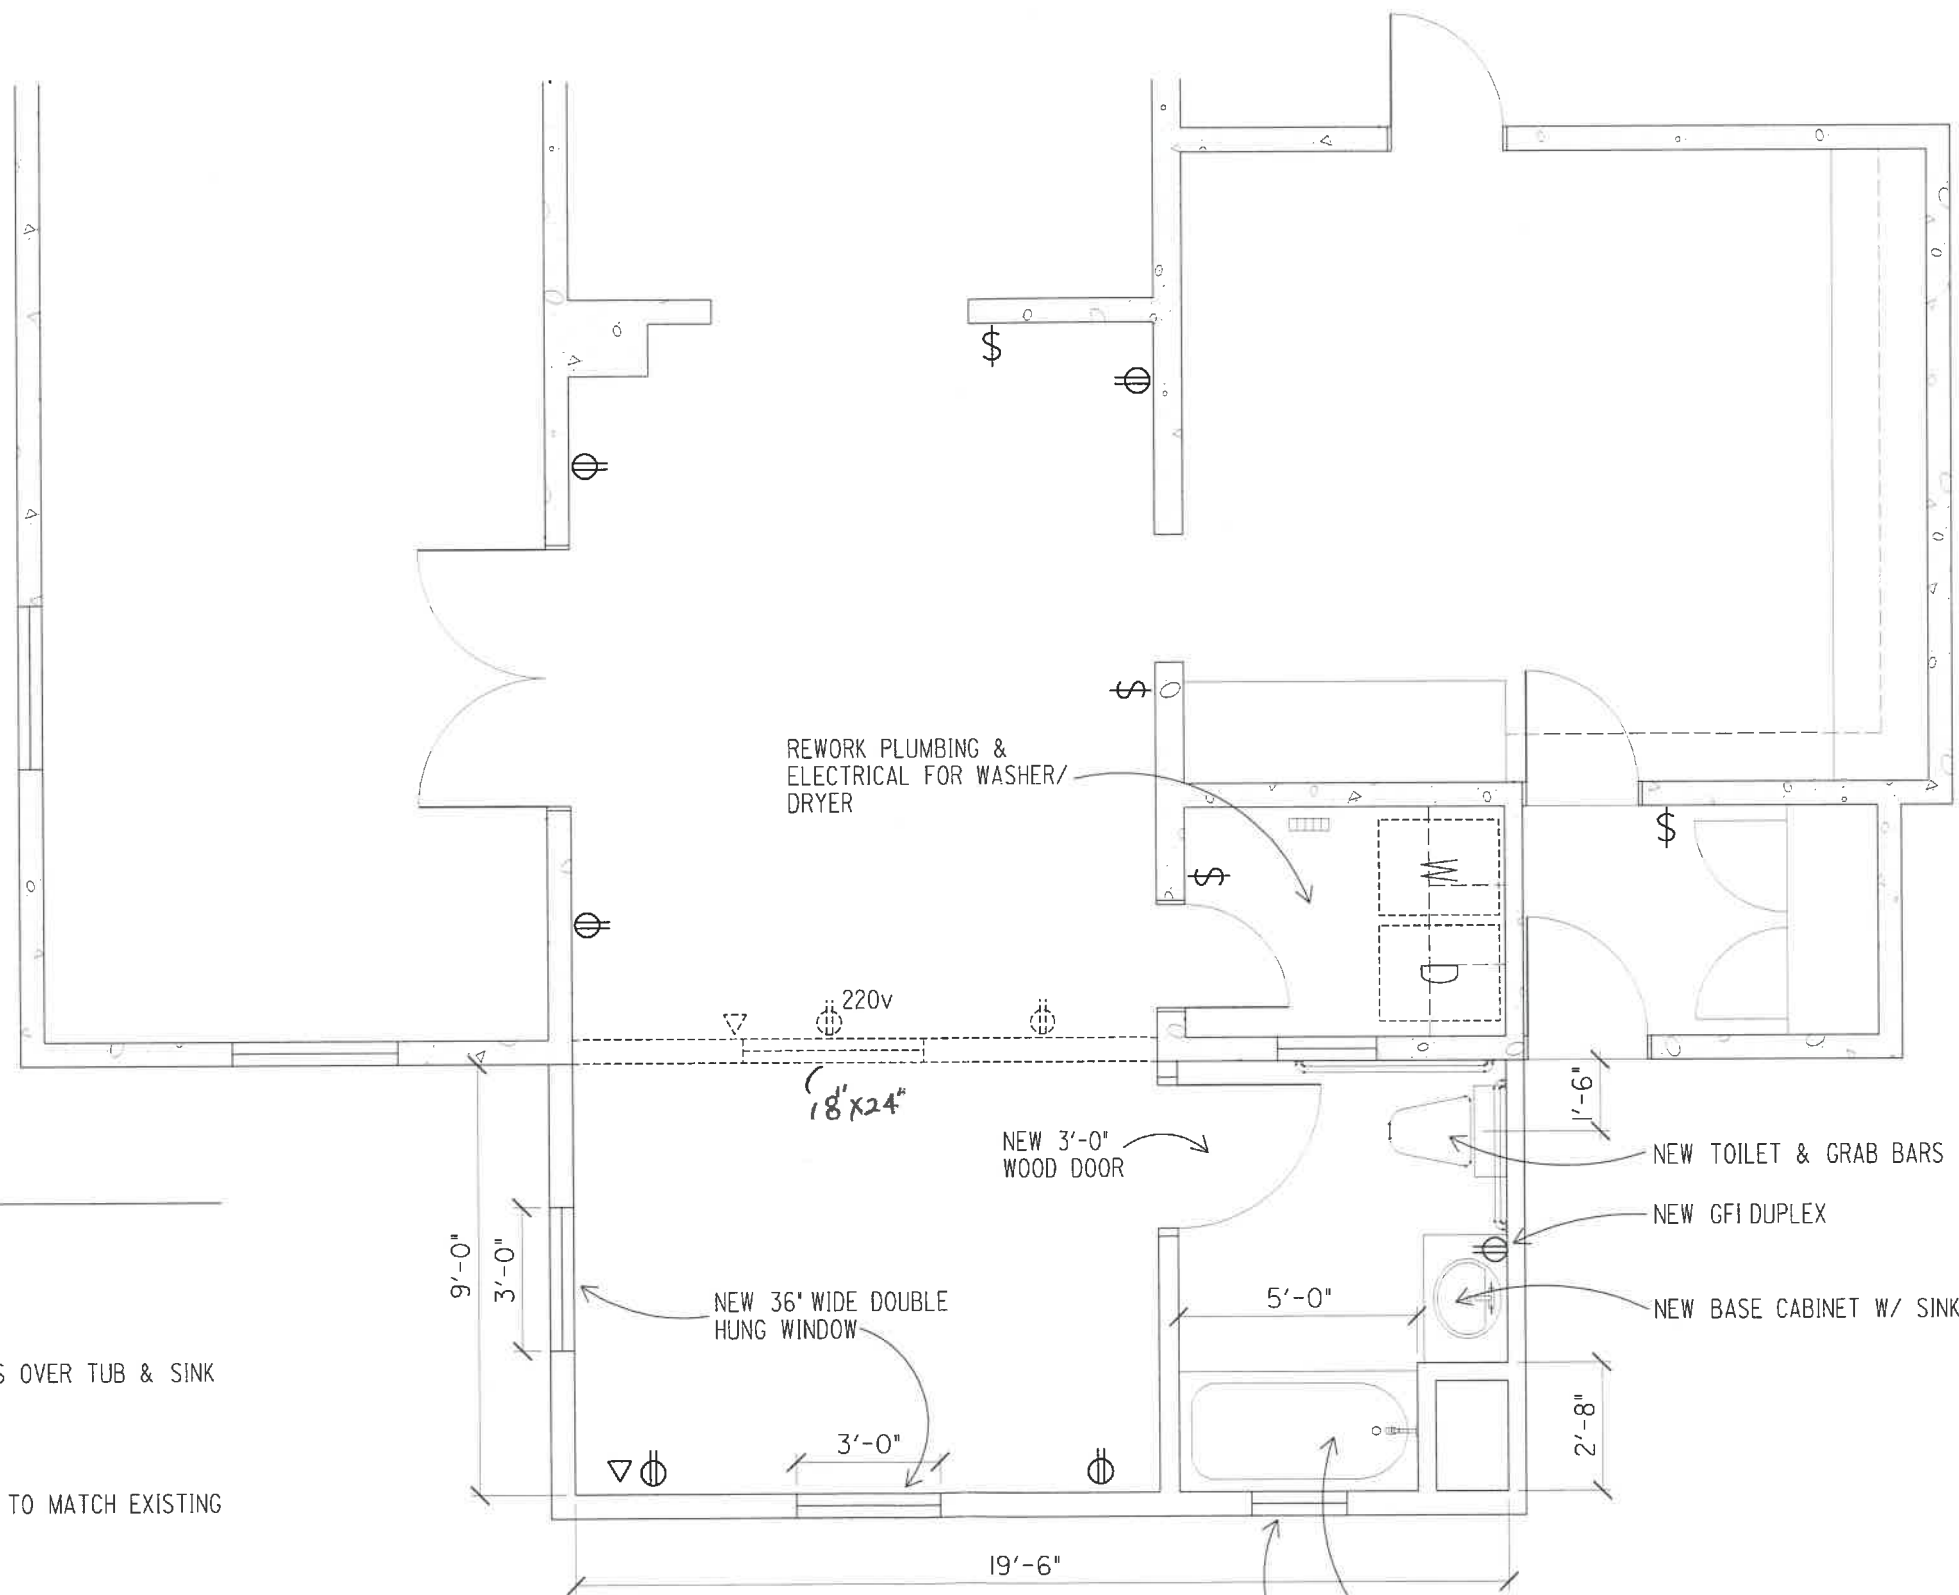 REWORK PLUMBING &
ELECTRICAL FOR WASHER/
DRYER
$
$
$
$
W
D
220v
18"x24"
1'-6"
NEW 3'-0"
WOOD DOOR
NEW TOILET & GRAB BARS
NEW GFI DUPLEX
9'-0"
3'-0"
NEW 36" WIDE DOUBLE
HUNG WINDOW
5'-0"
NEW BASE CABINET W/ SINK
S OVER TUB & SINK
3'-0"
2'-8"
TO MATCH EXISTING
19'-6"